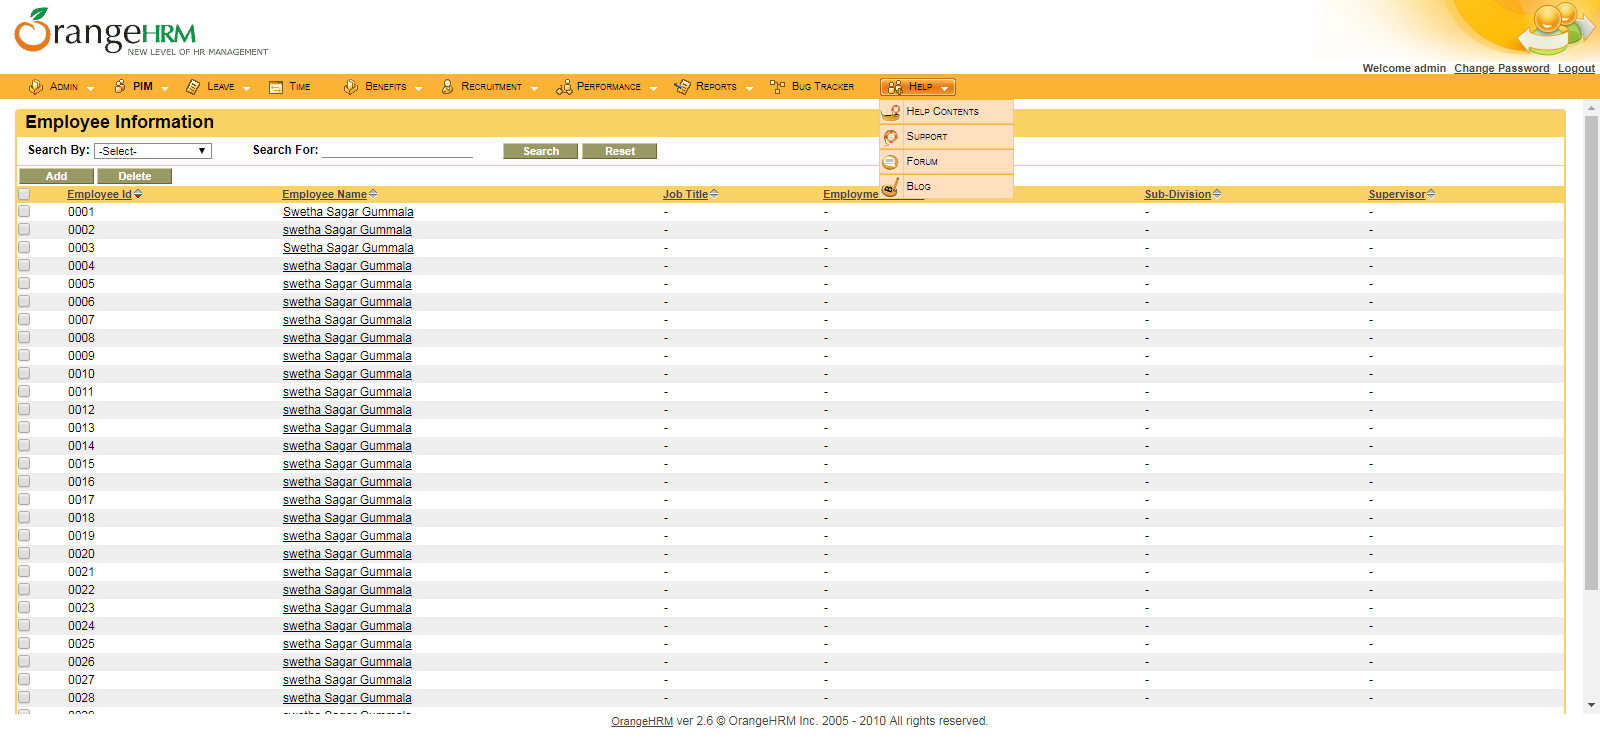 OrangeHRM
NEW LEVEL OF HR MANAGEMENT
Welcome admin Change Password Logout
Admin PIM Leave Time Benefits Recruitment Performance Reports Bug Tracker Help
Help Contents
Support
Forum
Blog
Employee Information
Search By: -Select- Search For: Search Reset
Add Delete
Employee Id Employee Name Job Title Employme Sub-Division Supervisor
0001 Swetha Sagar Gummala - - - -
0002 swetha Sagar Gummala - - - -
0003 Swetha Sagar Gummala - - - -
0004 swetha Sagar Gummala - - - -
0005 swetha Sagar Gummala - - - -
0006 swetha Sagar Gummala - - - -
0007 swetha Sagar Gummala - - - -
0008 swetha Sagar Gummala - - - -
0009 swetha Sagar Gummala - - - -
0010 swetha Sagar Gummala - - - -
0011 swetha Sagar Gummala - - - -
0012 swetha Sagar Gummala - - - -
0013 swetha Sagar Gummala - - - -
0014 swetha Sagar Gummala - - - -
0015 swetha Sagar Gummala - - - -
0016 swetha Sagar Gummala - - - -
0017 swetha Sagar Gummala - - - -
0018 swetha Sagar Gummala - - - -
0019 swetha Sagar Gummala - - - -
0020 swetha Sagar Gummala - - - -
0021 swetha Sagar Gummala - - - -
0022 swetha Sagar Gummala - - - -
0023 swetha Sagar Gummala - - - -
0024 swetha Sagar Gummala - - - -
0025 swetha Sagar Gummala - - - -
0026 swetha Sagar Gummala - - - -
0027 swetha Sagar Gummala - - - -
0028 swetha Sagar Gummala - - - -
OrangeHRM ver 2.6 © OrangeHRM Inc. 2005 - 2010 All rights reserved.